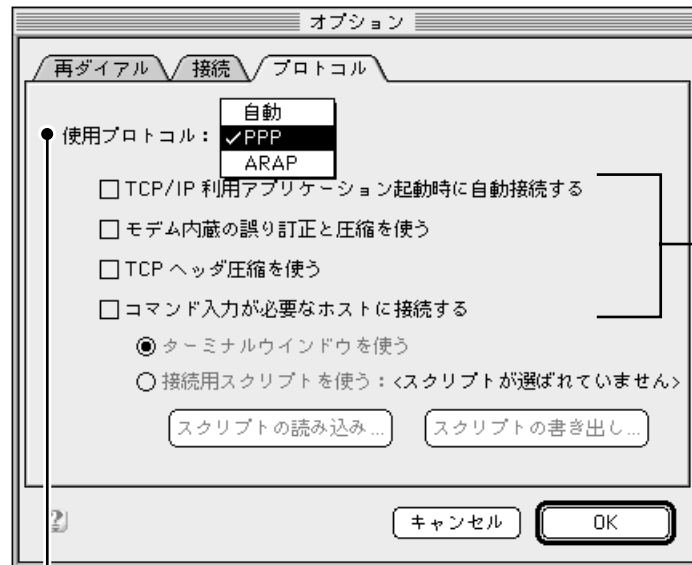 オプション
再ダイアル 接続 プロトコル
自動
使用プロトコル： ✓PPP
ARAP
TCP/IP 利用アプリケーション起動時に自動接続する
モデム内蔵の誤り訂正と圧縮を使う
TCP ヘッダ圧縮を使う
コマンド入力が必要なホストに接続する
ターミナルウインドウを使う
接続用スクリプトを使う：<スクリプトが選ばれていません>
スクリプトの読み込み... スクリプトの書き出し...
キャンセル OK